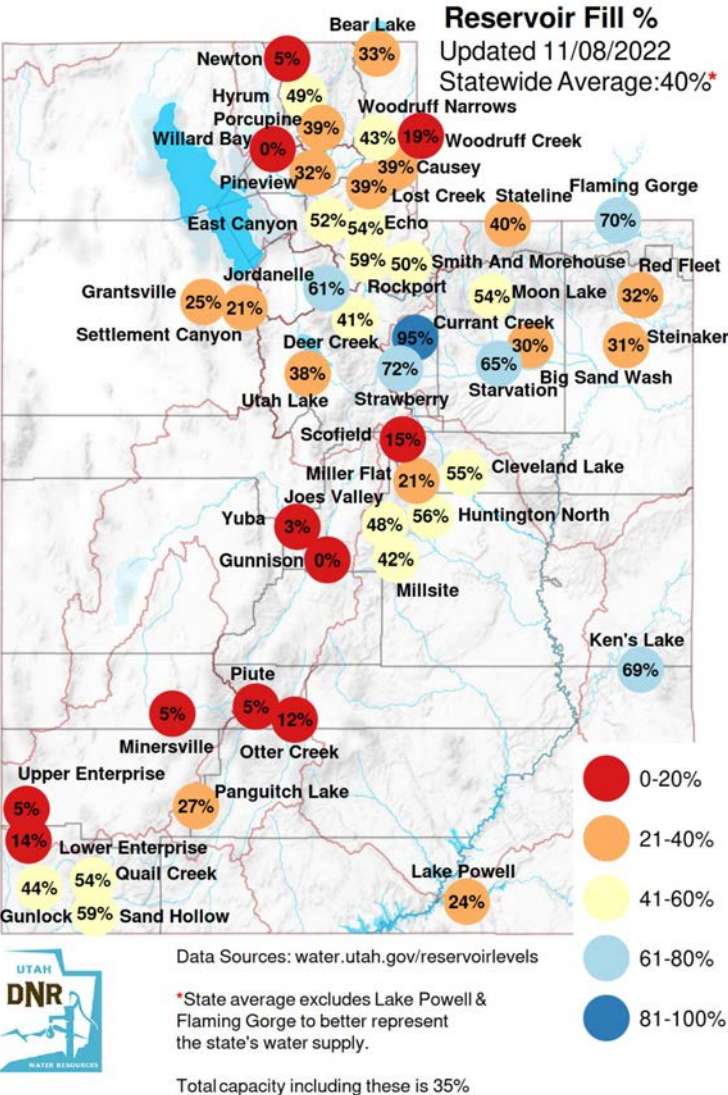 Reservoir Fill %
Updated 11/08/2022
Statewide Average:40%*
Bear Lake
33%
Newton 5%
Hyrum 49%
Woodruff Narrows
Porcupine 39%
43% 19% Woodruff Creek
Willard Bay 0%
39% Causey
Pineview 32%
39% Lost Creek
Stateline
40%
Flaming Gorge
70%
East Canyon 52% 54% Echo
59% 50% Smith And Morehouse
Rockport
Red Fleet
32%
Jordanelle
61%
Grantsville 25% 21%
Settlement Canyon
54% Moon Lake
41%
Deer Creek
Currant Creek
95%
30%
31% Steinaker
Big Sand Wash
65%
Starvation
72%
Strawberry
38%
Utah Lake
Scofield 15%
Miller Flat 21%
55% Cleveland Lake
Joes Valley
48%
56% Huntington North
Yuba 3%
Gunnison 0%
42%
Millsite
Ken's Lake
69%
Piute
5% 12%
Otter Creek
5%
Minersville
Upper Enterprise
5%
27% Panguitch Lake
14%
Lower Enterprise
44%
Gunlock
54% Quail Creek
59% Sand Hollow
Lake Powell
24%
0-20%
21-40%
41-60%
61-80%
81-100%
UTAH
DNR
WATER RESOURCES
Data Sources: water.utah.gov/reservoirlevels
*State average excludes Lake Powell &
Flaming Gorge to better represent
the state's water supply.
Total capacity including these is 35%